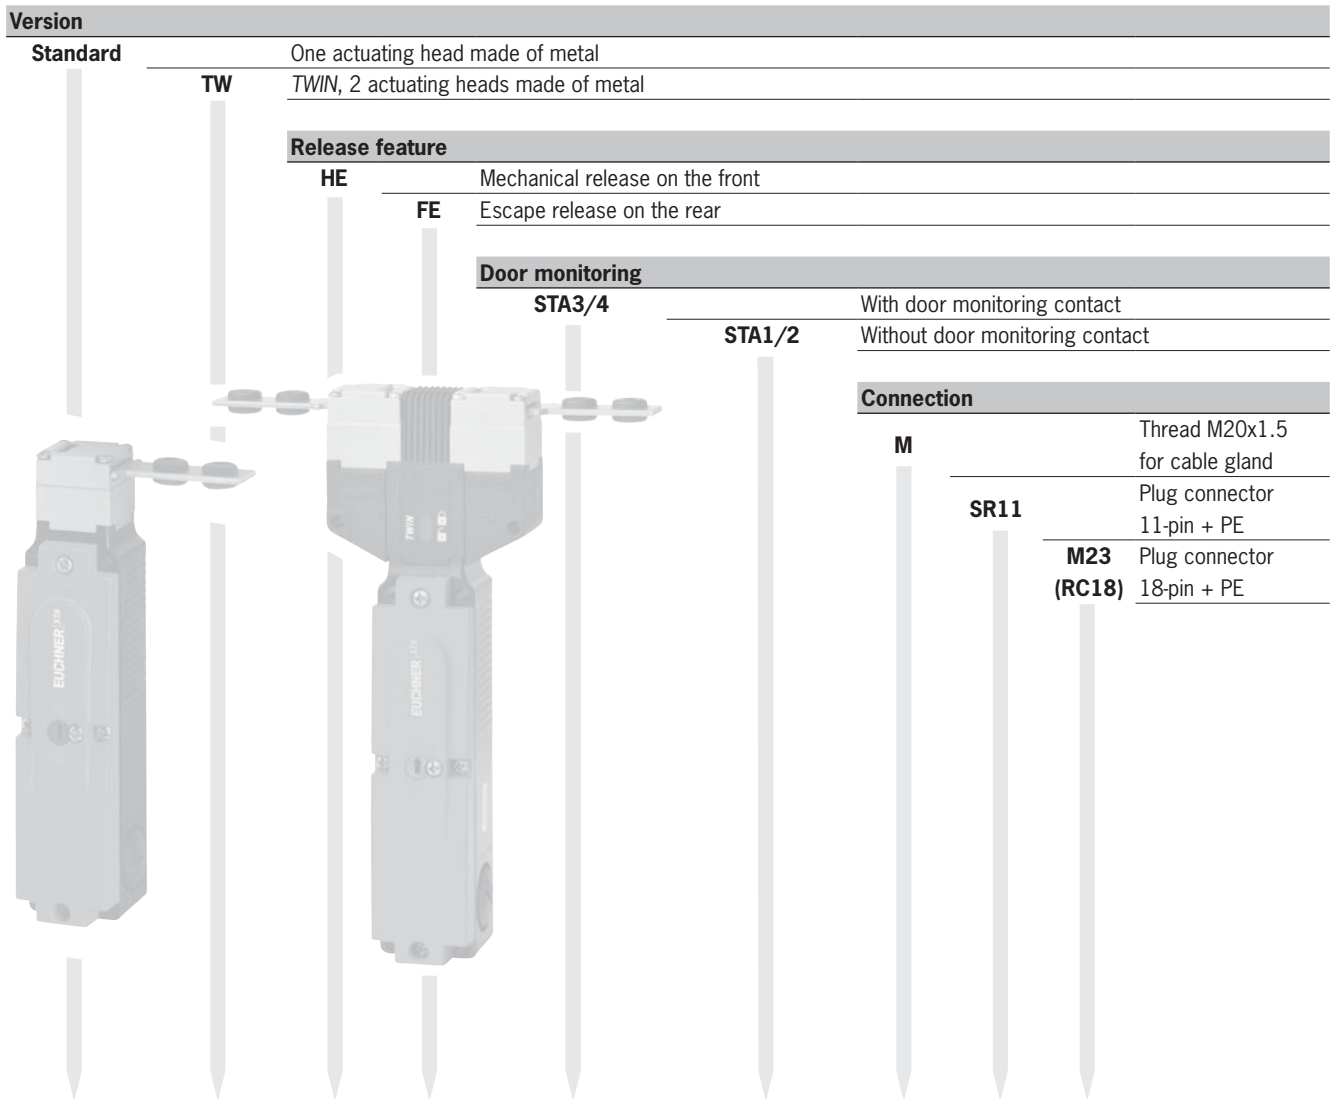 Version
Standard One actuating head made of metal
TW TWIN, 2 actuating heads made of metal
Release feature
HE Mechanical release on the front
FE Escape release on the rear
Door monitoring
STA3/4 With door monitoring contact
STA1/2 Without door monitoring contact
Connection
M Thread M20x1.5
for cable gland
SR11 Plug connector
11-pin + PE
M23 Plug connector
(RC18) 18-pin + PE
TWIN
EUCHNER STA
EUCHNER STA